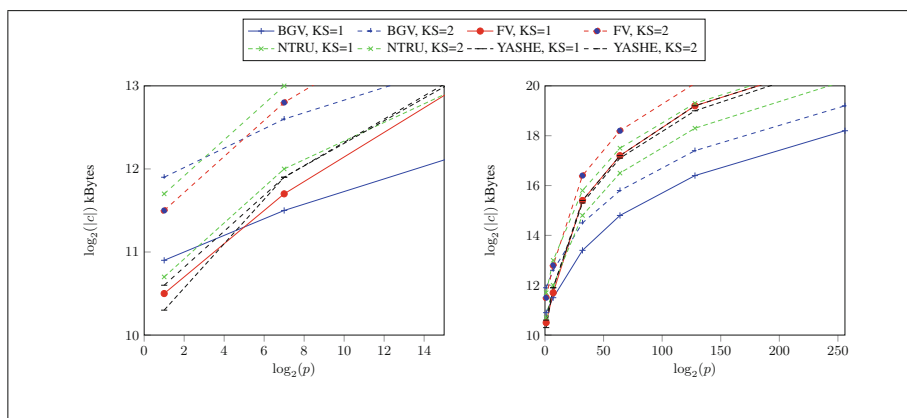 BGV, KS=1 BGV, KS=2 FV, KS=1 FV, KS=2
NTRU, KS=1 NTRU, KS=2 YASHE, KS=1 YASHE, KS=2
13
12
11
10
log₂(|c|) kBytes
0 2 4 6 8 10 12 14
log₂(p)
20
18
16
14
12
10
log₂(|c|) kBytes
0 50 100 150 200 250
log₂(p)